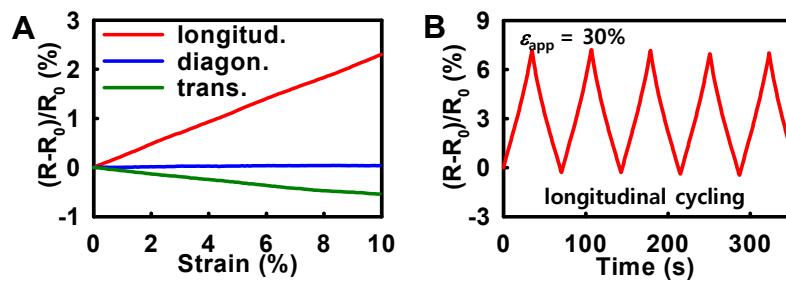 A
(R-R0)/R0 (%)
3
2
1
0
-1
longitud.
diagon.
trans.
0 2 4 6 8 10
Strain (%)
B
(R-R0)/R0 (%)
9
6
3
0
-3
εapp = 30%
longitudinal cycling
0 100 200 300
Time (s)